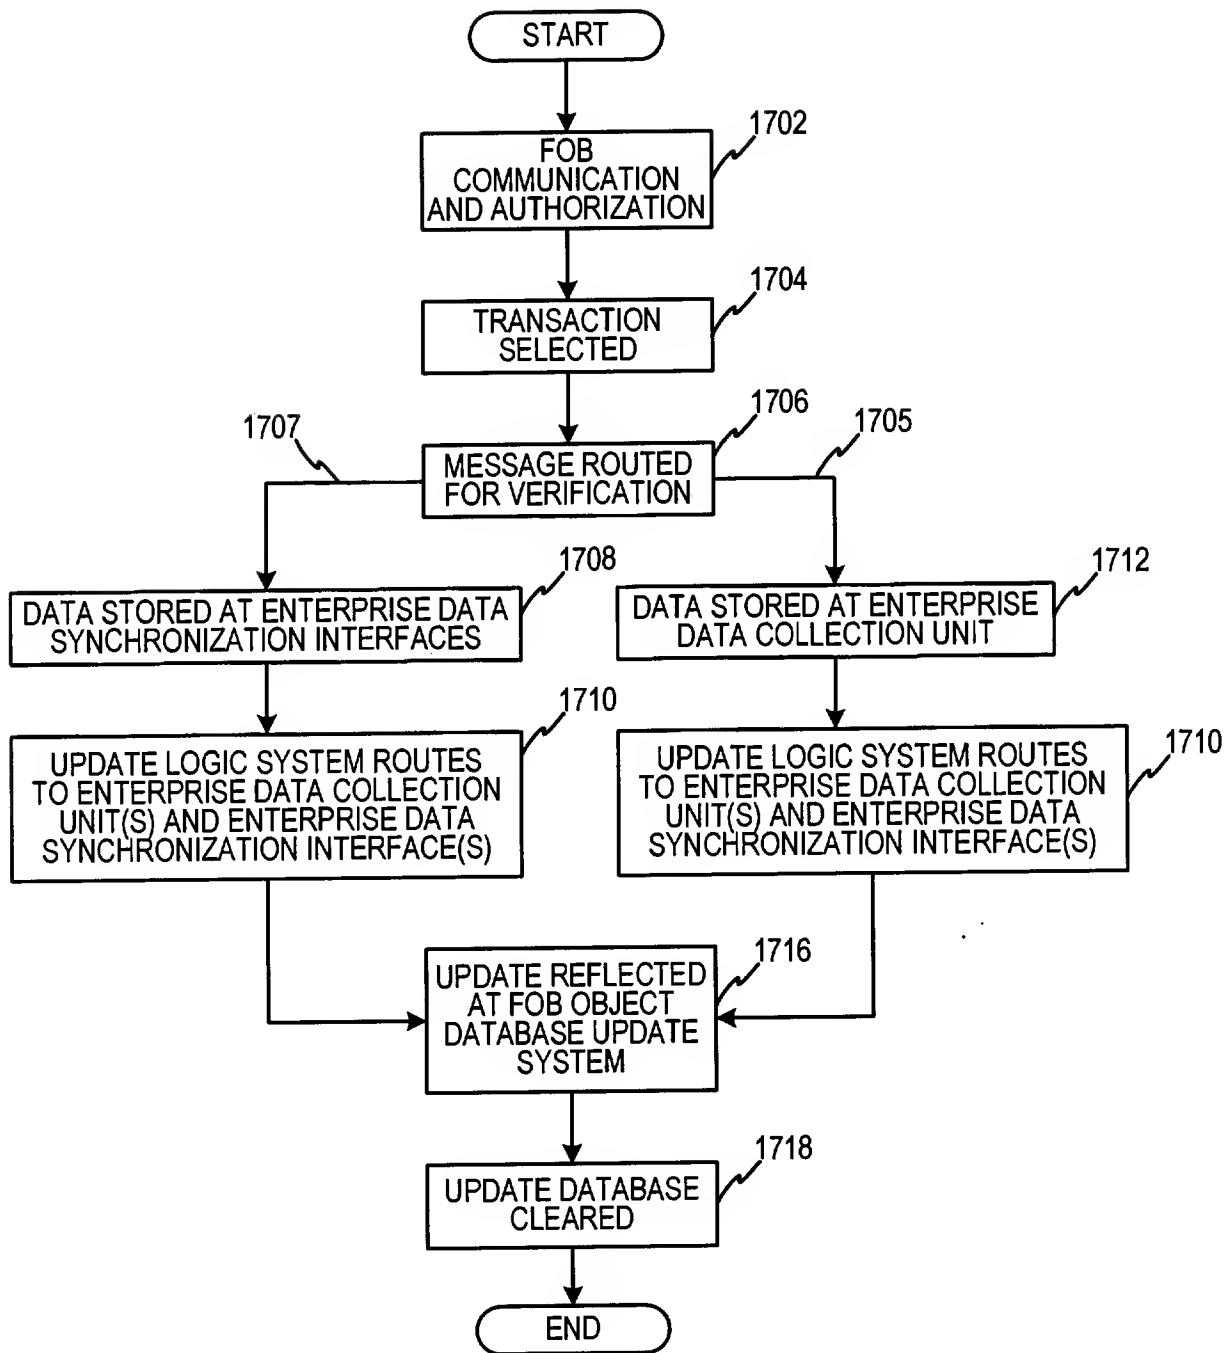 START
1702
FOB
COMMUNICATION
AND AUTHORIZATION
1704
TRANSACTION
SELECTED
1706
1707
1705
MESSAGE ROUTED
FOR VERIFICATION
1708
DATA STORED AT ENTERPRISE DATA
SYNCHRONIZATION INTERFACES
1712
DATA STORED AT ENTERPRISE
DATA COLLECTION UNIT
1710
UPDATE LOGIC SYSTEM ROUTES
TO ENTERPRISE DATA COLLECTION
UNIT(S) AND ENTERPRISE DATA
SYNCHRONIZATION INTERFACE(S)
1710
UPDATE LOGIC SYSTEM ROUTES
TO ENTERPRISE DATA COLLECTION
UNIT(S) AND ENTERPRISE DATA
SYNCHRONIZATION INTERFACE(S)
1716
UPDATE REFLECTED
AT FOB OBJECT
DATABASE UPDATE
SYSTEM
1718
UPDATE DATABASE
CLEARED
END